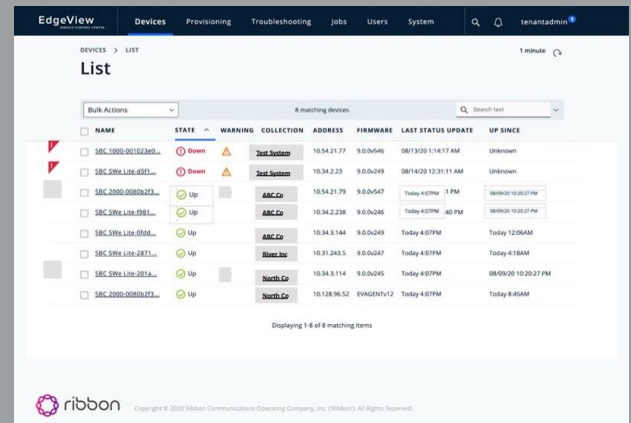 EdgeView Devices Provisioning Troubleshooting Jobs Users System tenantadmin
SERVICE CONTROL CENTER
DEVICES > LIST 1 minute
List
Bulk Actions 8 matching devices Search text
NAME STATE WARNING COLLECTION ADDRESS FIRMWARE LAST STATUS UPDATE UP SINCE
SBC 1000-001023e0... Down Test System 10.54.21.77 9.0.0v546 08/13/20 1:14:17 AM Unknown
SBC SWe Lite-d5f1... Down Test System 10.34.2.23 9.0.0v249 08/14/20 12:31:11 AM Unknown
SBC 2000-0080b2f3... Up ABC Co 10.54.21.79 9.0.0v547 Today 4:07PM 1 PM 08/09/20 10:20:27 PM
SBC SWe Lite-f981... Up ABC Co 10.34.2.238 9.0.0v246 Today 4:07PM 40 PM 08/09/20 10:20:27 PM
SBC SWe Lite-0fdd... Up ABC Co 10.34.3.144 9.0.0v249 Today 4:07PM Today 12:06AM
SBC SWe Lite-2871... Up River Inc 10.31.243.5 9.0.0v247 Today 4:07PM Today 4:18AM
SBC SWe Lite-201a... Up North Co 10.34.3.114 9.0.0v245 Today 4:07PM 08/09/20 10:20:27 PM
SBC 2000-0080b2f3... Up North Co 10.128.96.52 EVAGENTv12 Today 4:07PM Today 8:45AM
Displaying 1-8 of 8 matching items
ribbon Copyright © 2020 Ribbon Communications Operating Company, Inc. ("Ribbon"). All Rights Reserved.